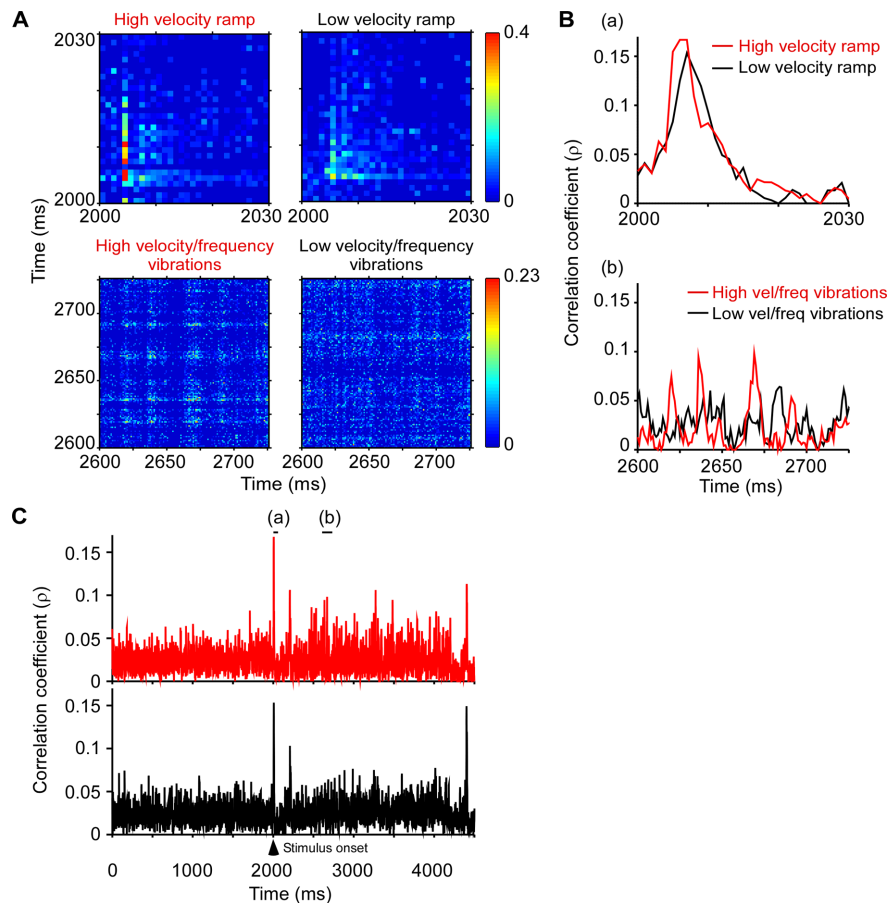 A
High velocity ramp
Low velocity ramp
2030
0.4
2000
0
2000
2030
2000
2030
Time (ms)
High velocity/frequency
vibrations
Low velocity/frequency
vibrations
0.23
2700
2650
2600
0
2600
2650
2700
2600
2650
2700
Time (ms)
B
(a)
High velocity ramp
Low velocity ramp
0.15
0.1
0.05
0
2000
2030
Correlation coefficient (ρ)
(b)
High vel/freq vibrations
Low vel/freq vibrations
0.15
0.1
0.05
0
2600
2650
2700
Time (ms)
C
(a)
(b)
0.15
0.1
0.05
0
Correlation coefficient (ρ)
0.15
0.1
0.05
0
Stimulus onset
0
1000
2000
3000
4000
Time (ms)